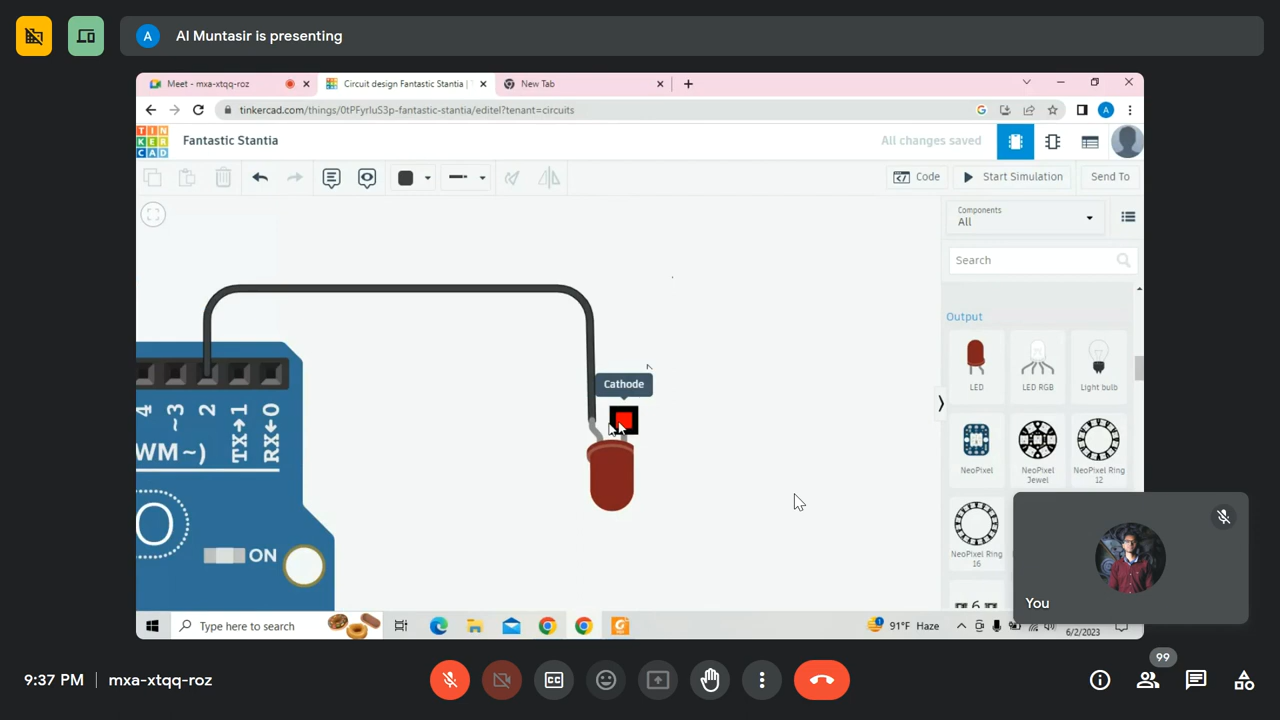 A
Al Muntasir is presenting
Meet - mxa-xtqq-roz
Circuit design Fantastic Stantia | T
New Tab
tinkercad.com/things/0tPFyrIuS3p-fantastic-stantia/editel?tenant=circuits
A
TIN
KER
CAD
Fantastic Stantia
All changes saved
Code
Start Simulation
Send To
Components
All
Search
Output
LED
LED RGB
Light bulb
NeoPixel
NeoPixel Jewel
NeoPixel Ring 12
NeoPixel Ring 16
Cathode
4
~3
2
TX→1
RX←0
WM ~)
O
ON
You
Type here to search
91°F Haze
6/2/2023
9:37 PM
mxa-xtqq-roz
CC
99